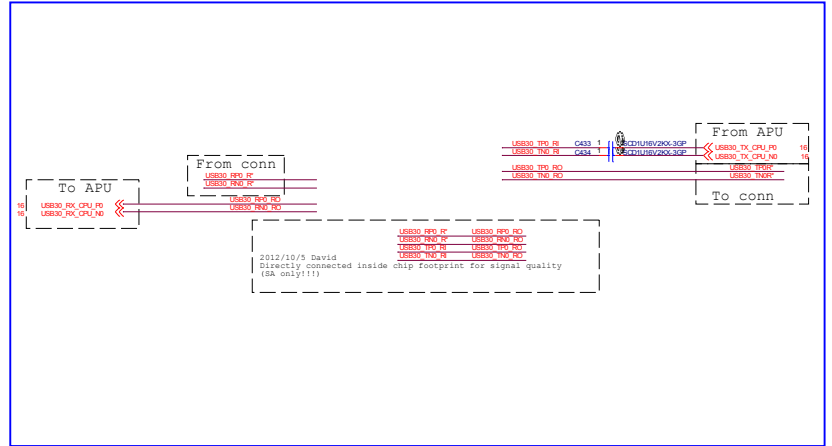 From APU
USB30_TP0_RI C433 1 SCD1U16V2KX-3GP USB30_TX_CPU_P0 16
USB30_TN0_RI C434 1 SCD1U16V2KX-3GP USB30_TX_CPU_N0 16
From conn
USB30_TP0_RO USB30_TP0R*
USB30_RP0_R* USB30_TN0_RO USB30_TN0R*
USB30_RN0_R*
To APU
To conn
USB30_RP0_RO
16 USB30_RX_CPU_P0
USB30_RN0_RO
16 USB30_RX_CPU_N0
USB30_RP0_R* USB30_RP0_RO
USB30_RN0_R* USB30_RN0_RO
USB30_TP0_RI USB30_TP0_RO
USB30_TN0_RI USB30_TN0_RO
2012/10/5 David
Directly connected inside chip footprint for signal quality
(SA only!!!)